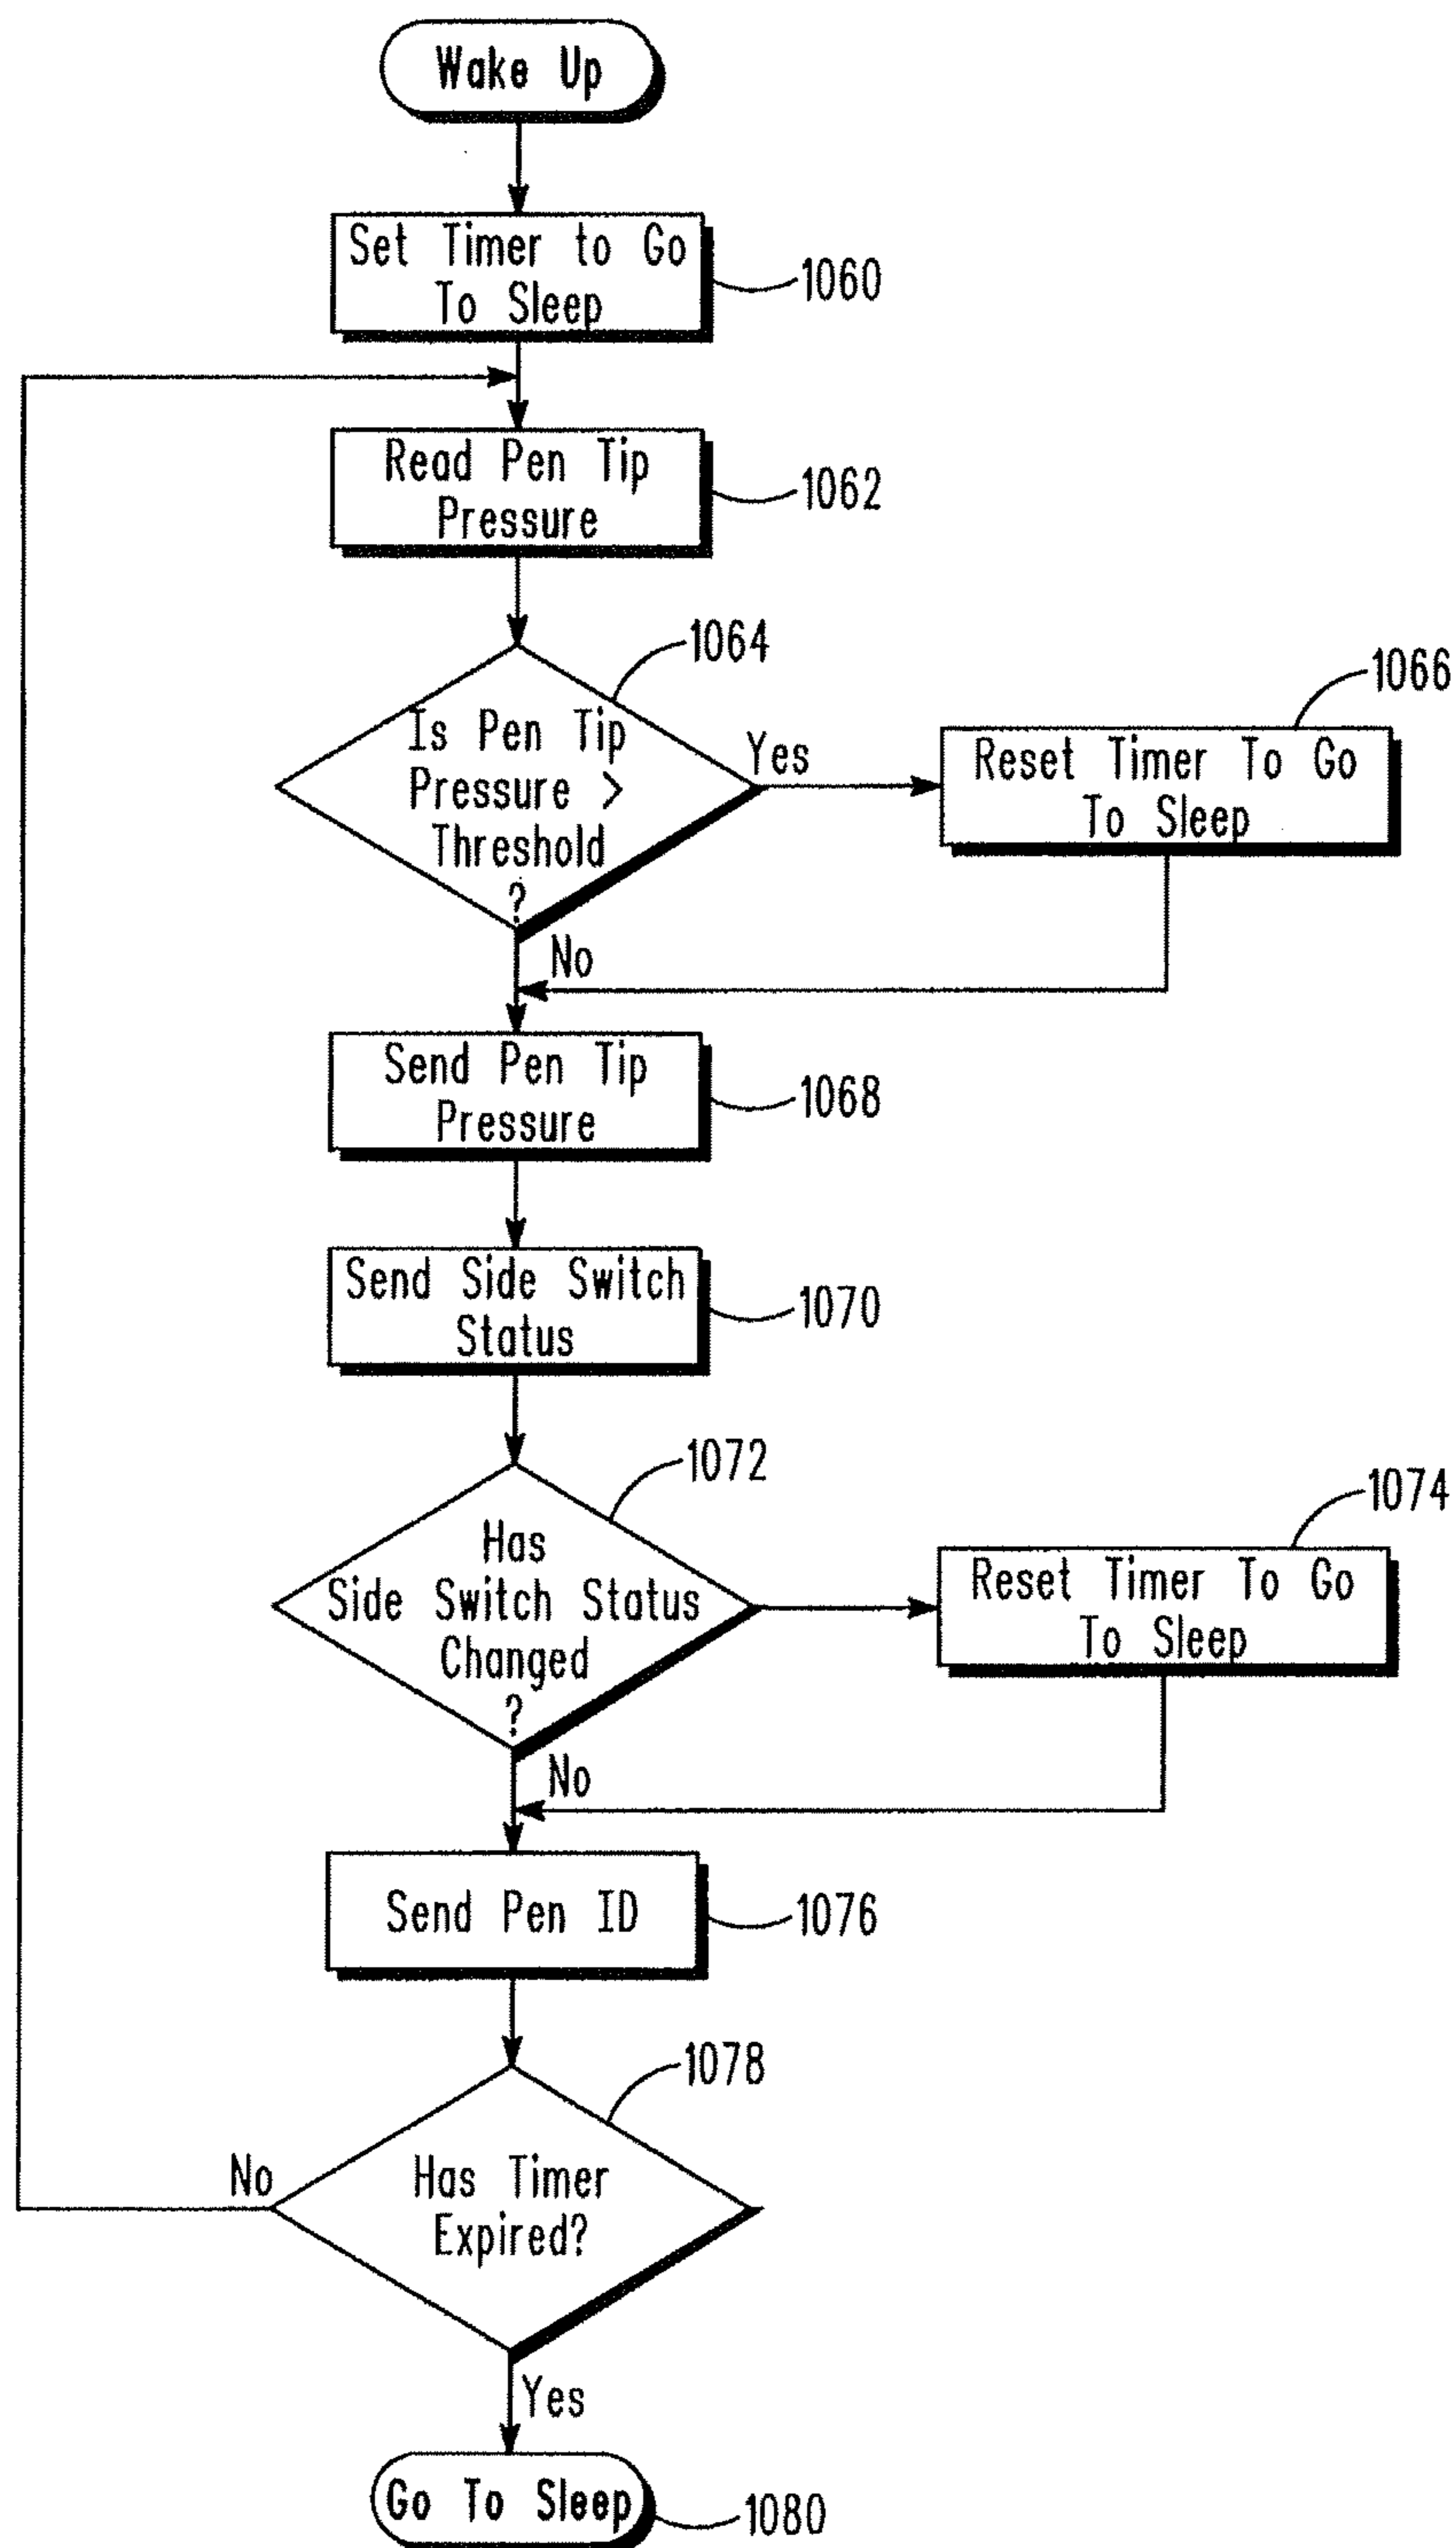 Wake Up
Set Timer to Go
To Sleep
1060
Read Pen Tip
Pressure
1062
1064
Is Pen Tip
Pressure >
Threshold
?
Yes
No
1066
Reset Timer To Go
To Sleep
Send Pen Tip
Pressure
1068
Send Side Switch
Status
1070
1072
Has
Side Switch Status
Changed
?
No
1074
Reset Timer To Go
To Sleep
Send Pen ID
1076
1078
Has Timer
Expired?
No
Yes
Go To Sleep
1080